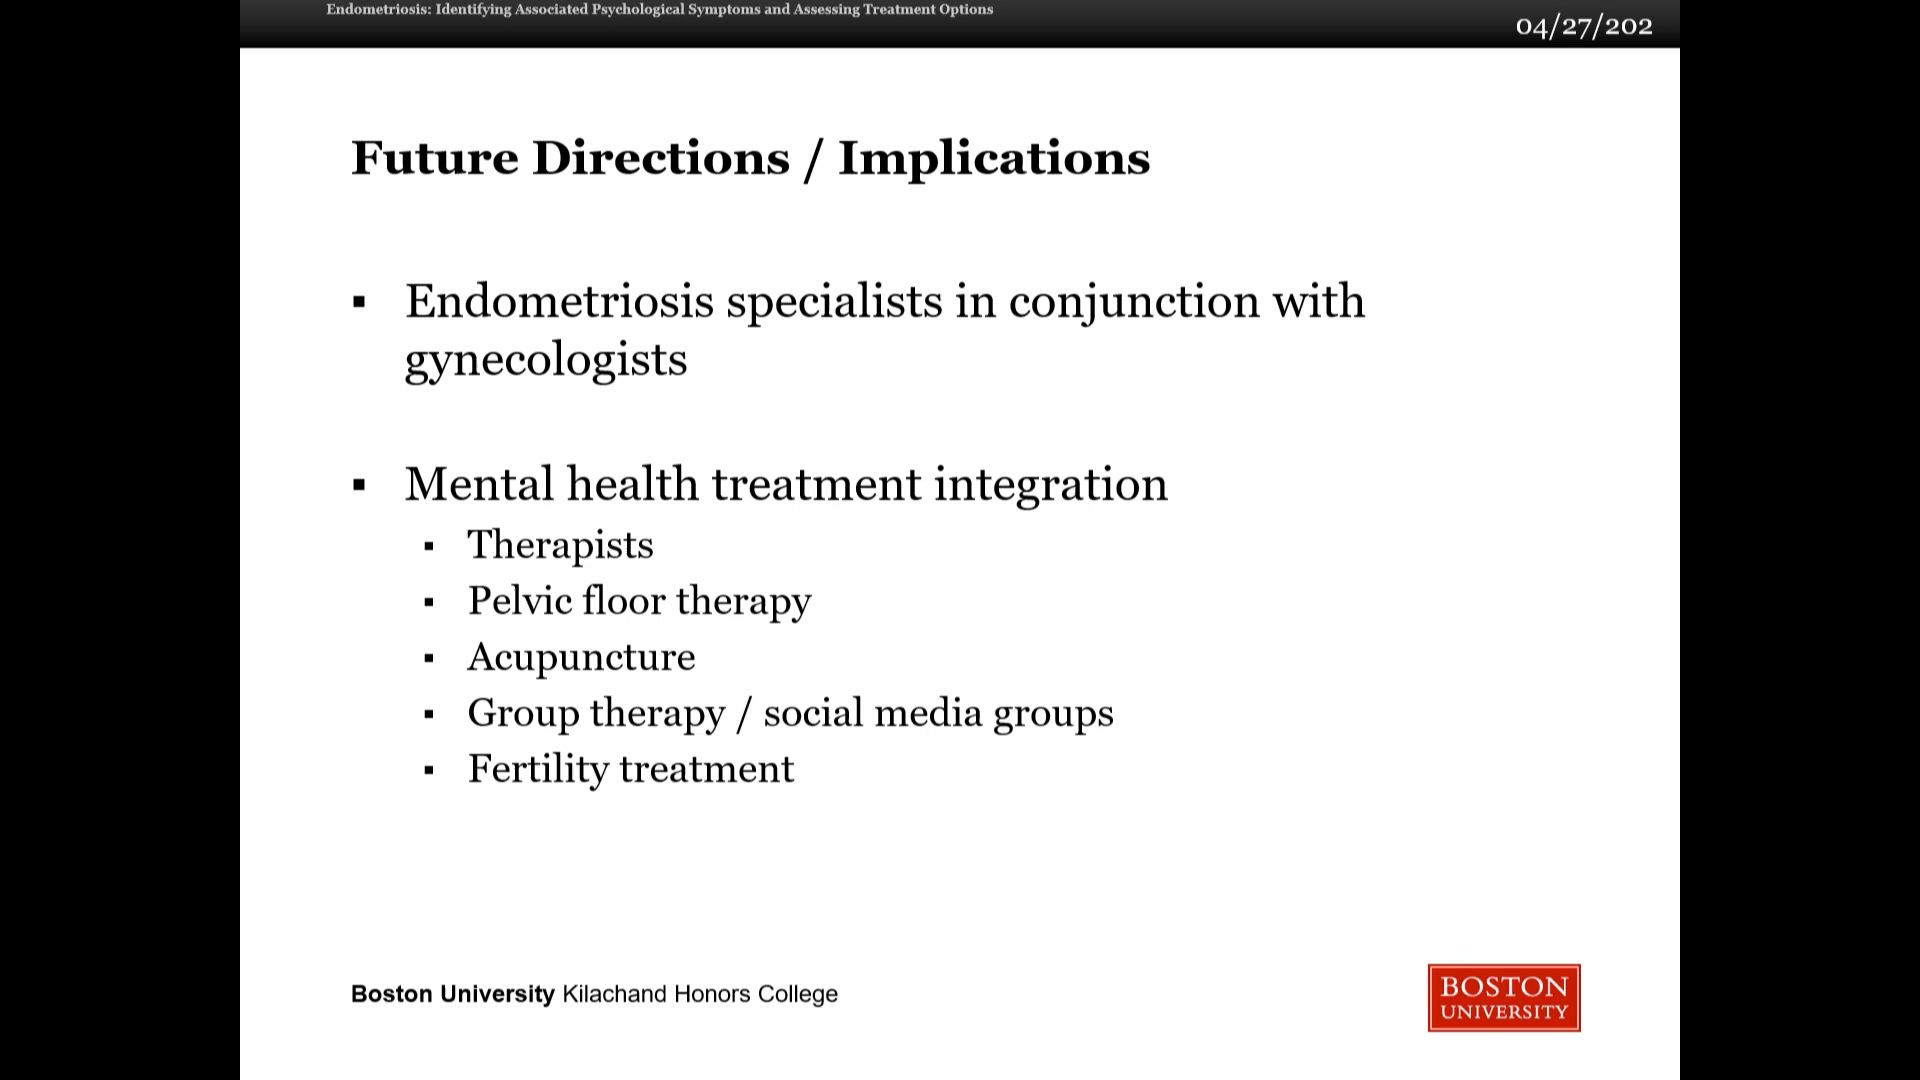 Endometriosis: Identifying Associated Psychological Symptoms and Assessing Treatment Options
04/27/202
Future Directions / Implications
▪ Endometriosis specialists in conjunction with
gynecologists
▪ Mental health treatment integration
▪ Therapists
▪ Pelvic floor therapy
▪ Acupuncture
▪ Group therapy / social media groups
▪ Fertility treatment
Boston University Kilachand Honors College
BOSTON
UNIVERSITY